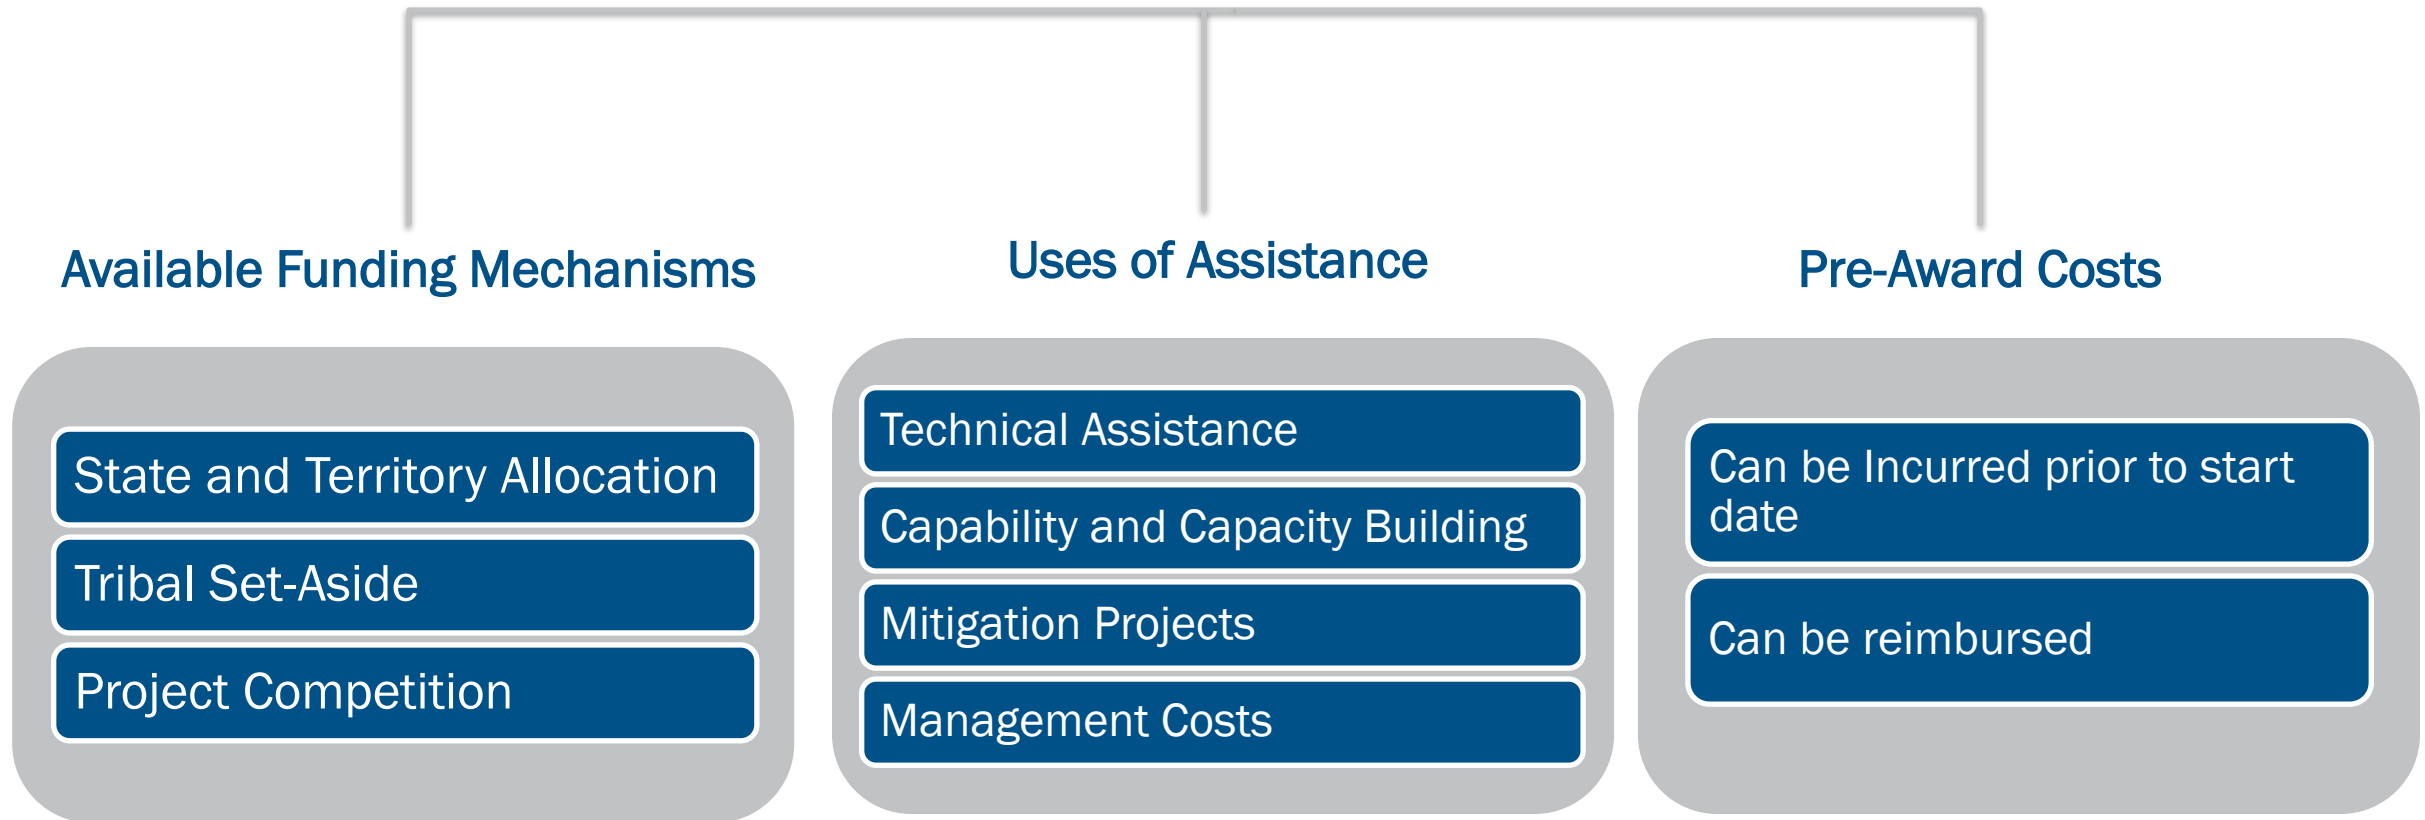 Available Funding Mechanisms
State and Territory Allocation
Tribal Set-Aside
Project Competition
Uses of Assistance
Technical Assistance
Capability and Capacity Building
Mitigation Projects
Management Costs
Pre-Award Costs
Can be Incurred prior to start
date
Can be reimbursed